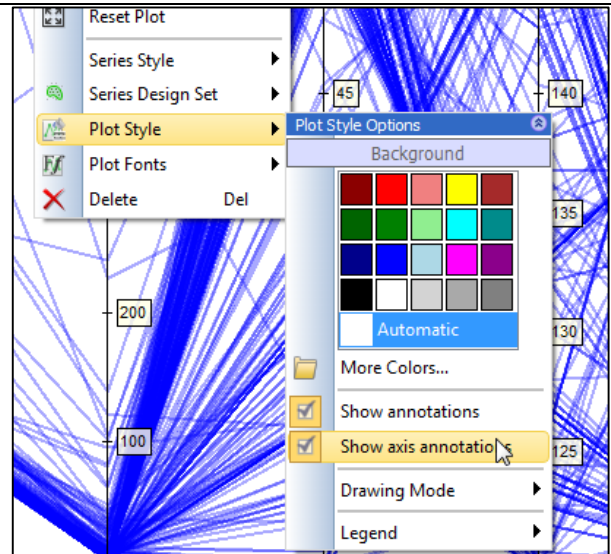 Reset Plot
Series Style
Series Design Set
Plot Style
Plot Fonts
Delete Del
Plot Style Options
Background
Automatic
More Colors...
Show annotations
Show axis annotations
Drawing Mode
Legend
45
140
135
200
130
100
125